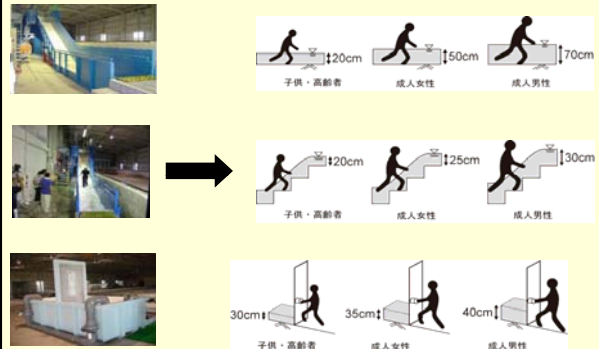 20cm 50cm 70cm
子供・高齢者 成人女性 成人男性
20cm 25cm 30cm
子供・高齢者 成人女性 成人男性
30cm 35cm 40cm
子供・高齢者 成人女性 成人男性